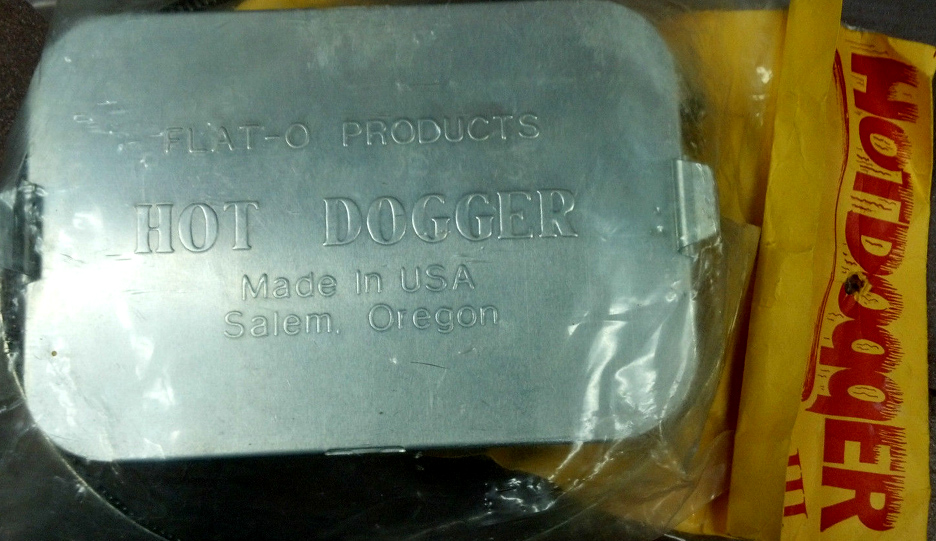 FLAT-O PRODUCTS
HOT DOGGER
Made In USA
Salem, Oregon
HOT DOggER